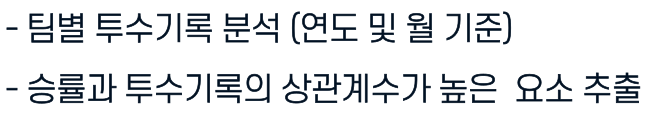 - 팀별 투수기록 분석 (연도 및 월 기준)
- 승률과 투수기록의 상관계수가 높은 요소 추출